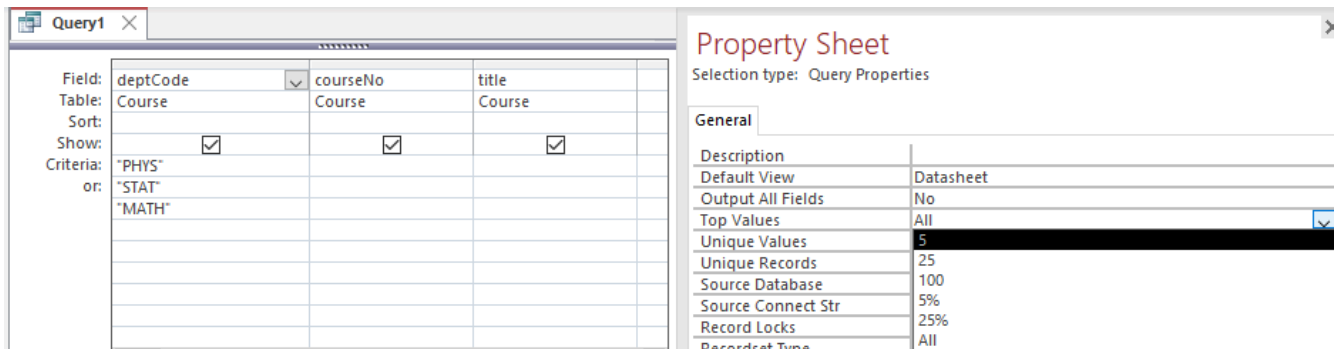 Query1
Field: deptCode courseNo title
Table: Course Course Course
Sort:
Show:
Criteria: "PHYS"
or: "STAT"
"MATH"
Property Sheet
Selection type: Query Properties
General
Description
Default View Datasheet
Output All Fields No
Top Values All
Unique Values 5
Unique Records 25
Source Database 100
Source Connect Str 5%
Record Locks 25%
Recordset Type All